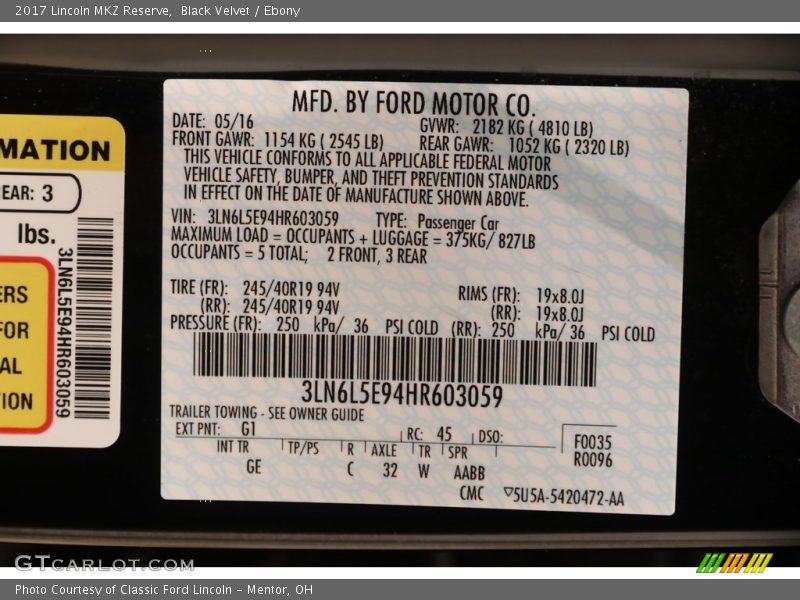 2017 Lincoln MKZ Reserve,  Black Velvet / Ebony
MATION
EAR: 3
lbs.
ERS
FOR
AL
ION
3LN6L5E94HR603059
MFD. BY FORD MOTOR CO.
DATE: 05/16 GVWR: 2182 KG ( 4810 LB)
FRONT GAWR: 1154 KG ( 2545 LB) REAR GAWR: 1052 KG ( 2320 LB)
THIS VEHICLE CONFORMS TO ALL APPLICABLE FEDERAL MOTOR
VEHICLE SAFETY, BUMPER, AND THEFT PREVENTION STANDARDS
IN EFFECT ON THE DATE OF MANUFACTURE SHOWN ABOVE.
VIN: 3LN6L5E94HR603059 TYPE: Passenger Car
MAXIMUM LOAD = OCCUPANTS + LUGGAGE = 375KG/ 827LB
OCCUPANTS = 5 TOTAL; 2 FRONT, 3 REAR
TIRE (FR): 245/40R19 94V RIMS (FR): 19x8.0J
(RR): 245/40R19 94V (RR): 19x8.0J
PRESSURE (FR): 250 kPa/ 36 PSI COLD (RR): 250 kPa/ 36 PSI COLD
3LN6L5E94HR603059
TRAILER TOWING - SEE OWNER GUIDE
EXT PNT: G1 RC: 45 DSO: F0035
INT TR TP/PS R AXLE TR SPR R0096
GE C 32 W AABB
CMC ▽5U5A-5420472-AA
GTCARLOT.COM
Photo Courtesy of Classic Ford Lincoln - Mentor, OH